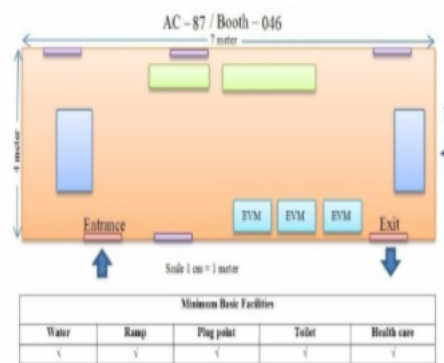 AC – 87 / Booth – 046
7 meter
4 meter
EVM EVM EVM
Entrance
Exit
Scale 1 cm = 1 meter
Minimum Basic Facilities
Water Ramp Plug point Toilet Health care
√ √ √ √ √